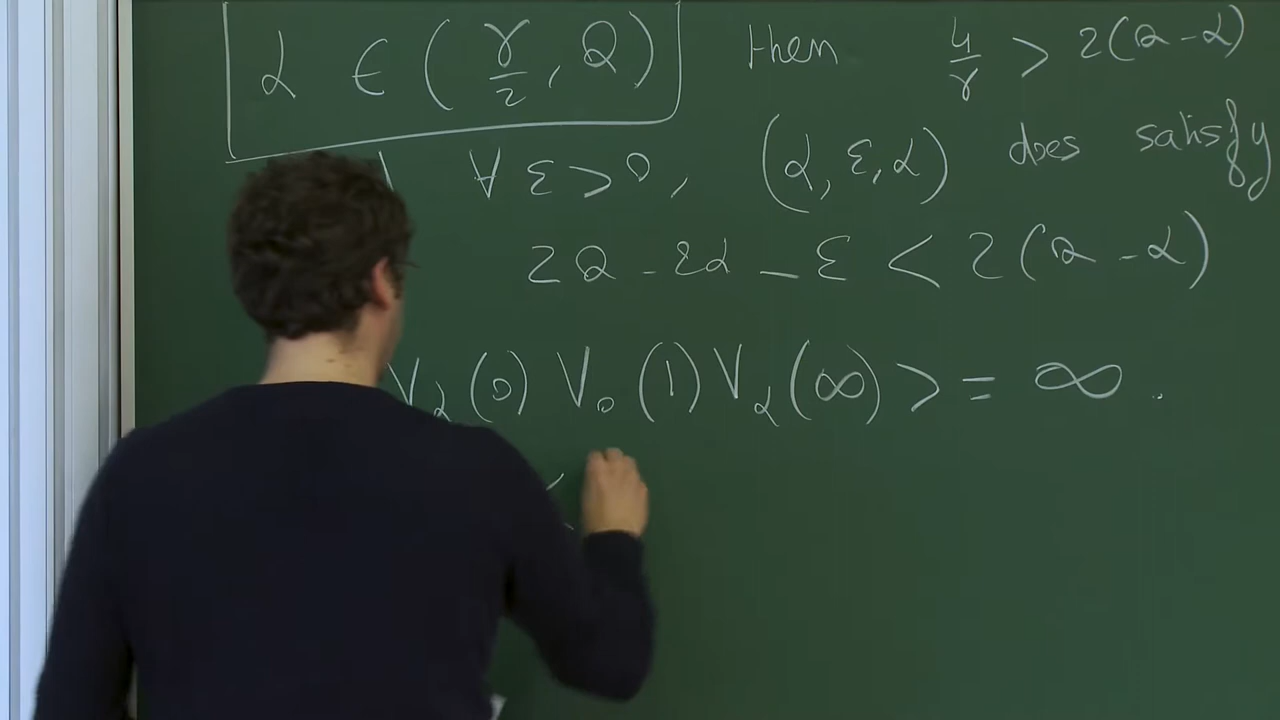 α ∈ (γ/2, Q) then 4/γ > 2(Q - α)
∀ ε > 0, (α, ε, α) does satisfy
2Q - 2α - ε < 2(Q - α)
V_α(0) V_0(1) V_α(∞) > = ∞.
<